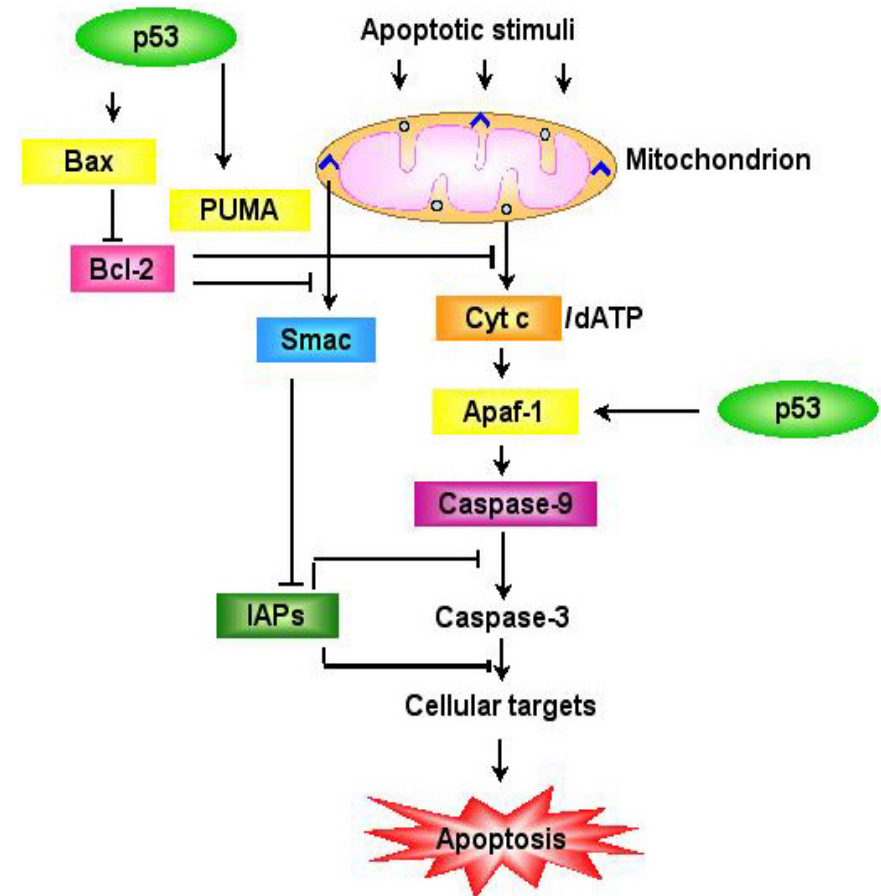 p53
Apoptotic stimuli
Bax
Mitochondrion
PUMA
Bcl-2
Cyt c /dATP
Smac
Apaf-1
p53
Caspase-9
IAPs
Caspase-3
Cellular targets
Apoptosis